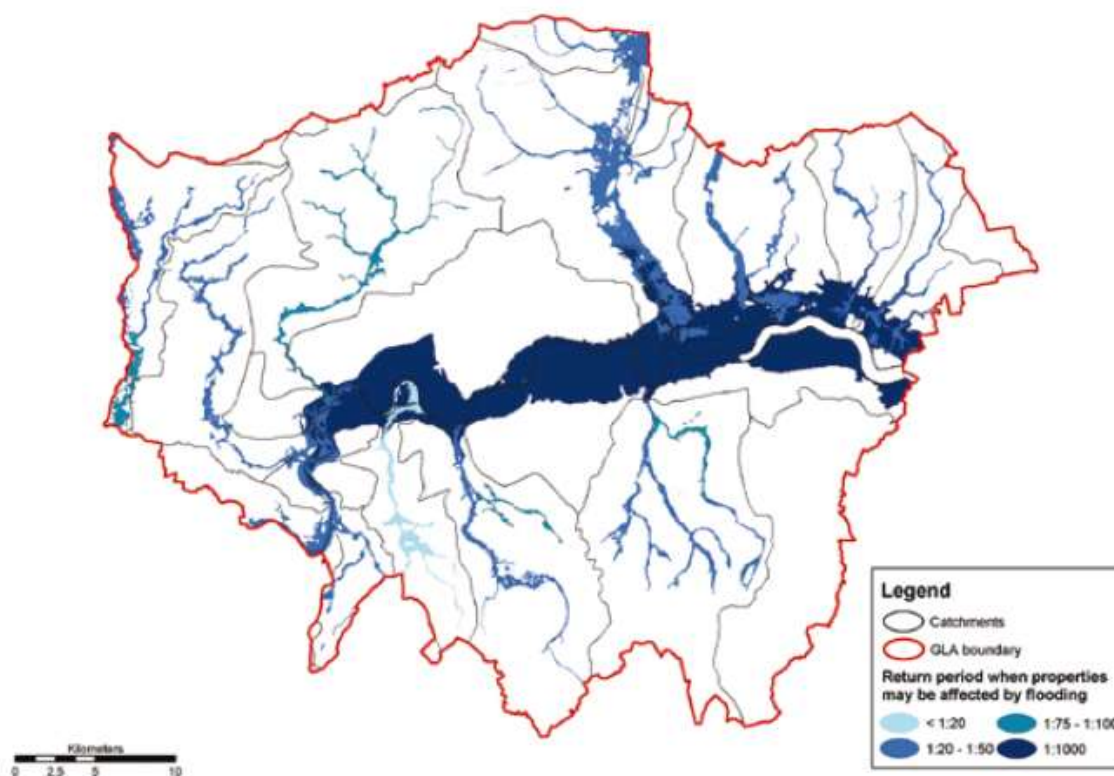 Legend
Catchments
GLA boundary
Return period when properties
may be affected by flooding
< 1:20
1:75 - 1:100
1:20 - 1:50
1:1000
Kilometers
0 2.5 5 10